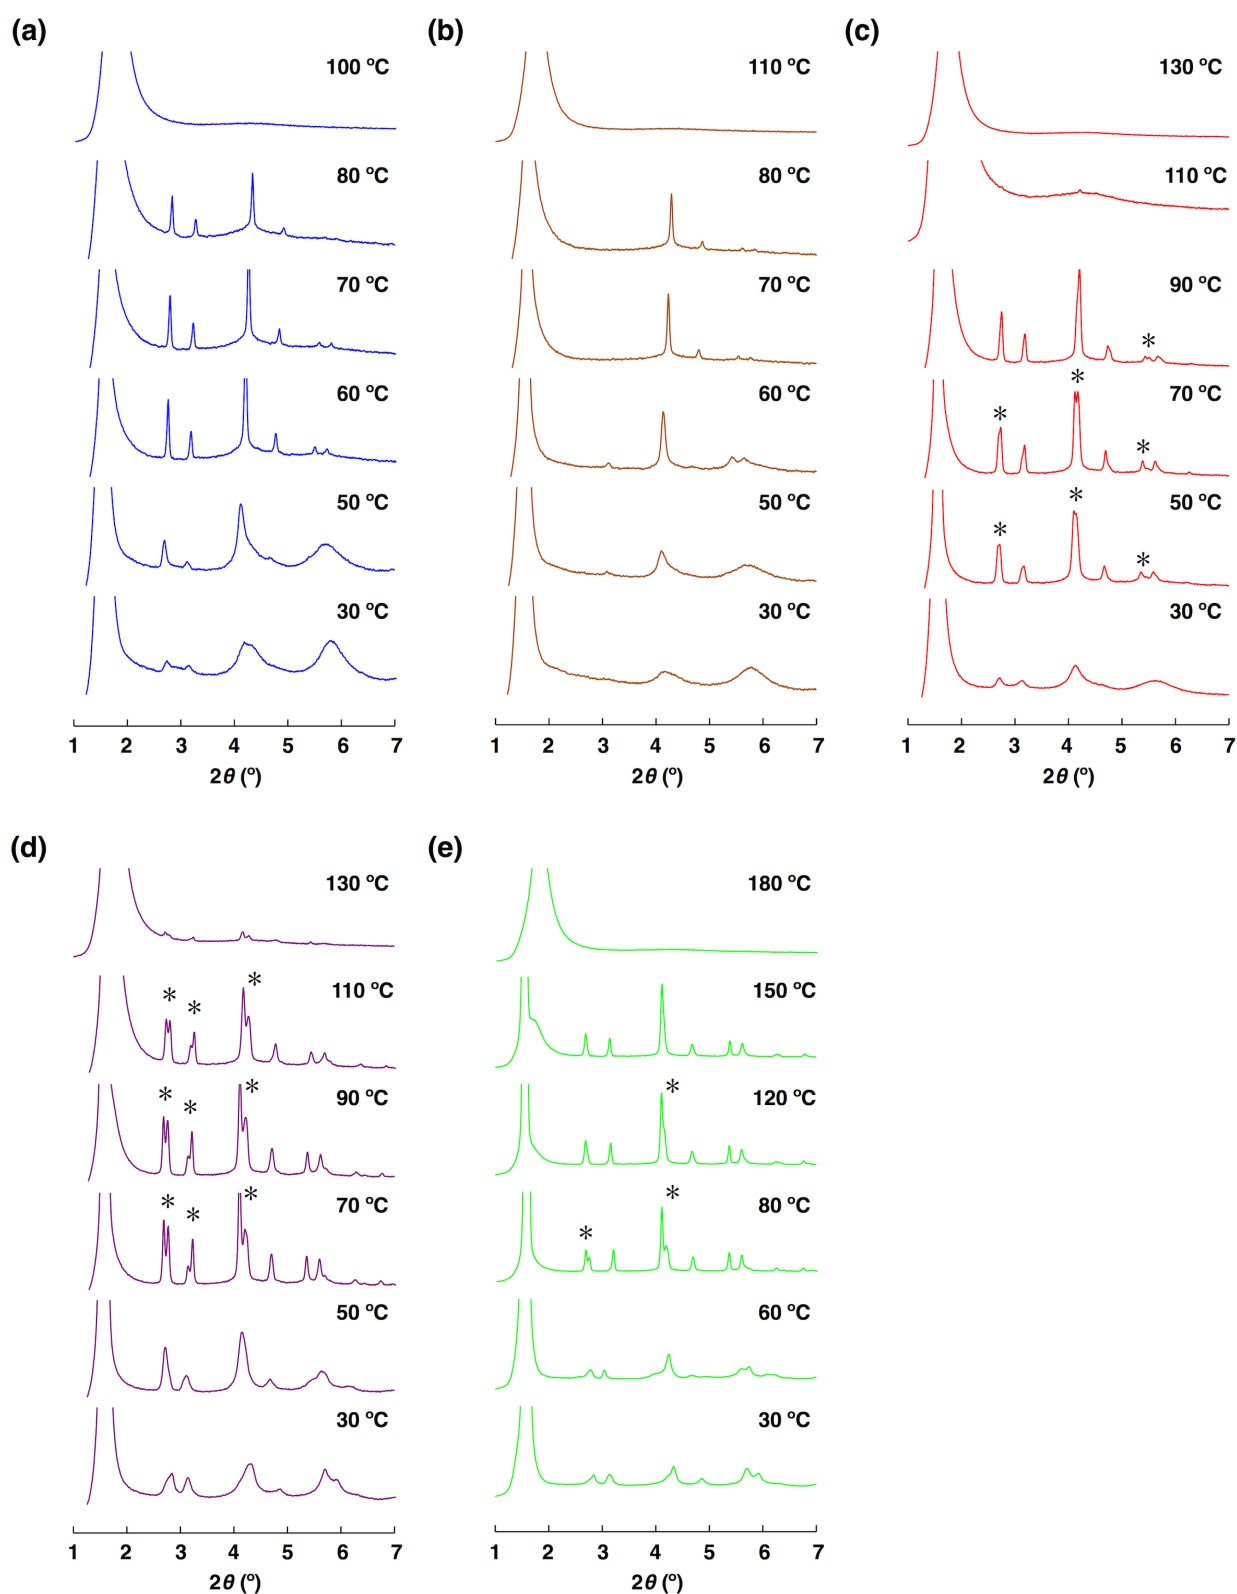 (a)
100 °C
80 °C
70 °C
60 °C
50 °C
30 °C
1 2 3 4 5 6 7
2θ (°)
(b)
110 °C
80 °C
70 °C
60 °C
50 °C
30 °C
1 2 3 4 5 6 7
2θ (°)
(c)
130 °C
110 °C
90 °C
*
70 °C
*
*
*
50 °C
*
*
*
30 °C
1 2 3 4 5 6 7
2θ (°)
(d)
130 °C
110 °C
* * *
90 °C
* * *
70 °C
* * *
50 °C
30 °C
1 2 3 4 5 6 7
2θ (°)
(e)
180 °C
150 °C
120 °C
*
80 °C
* *
60 °C
30 °C
1 2 3 4 5 6 7
2θ (°)